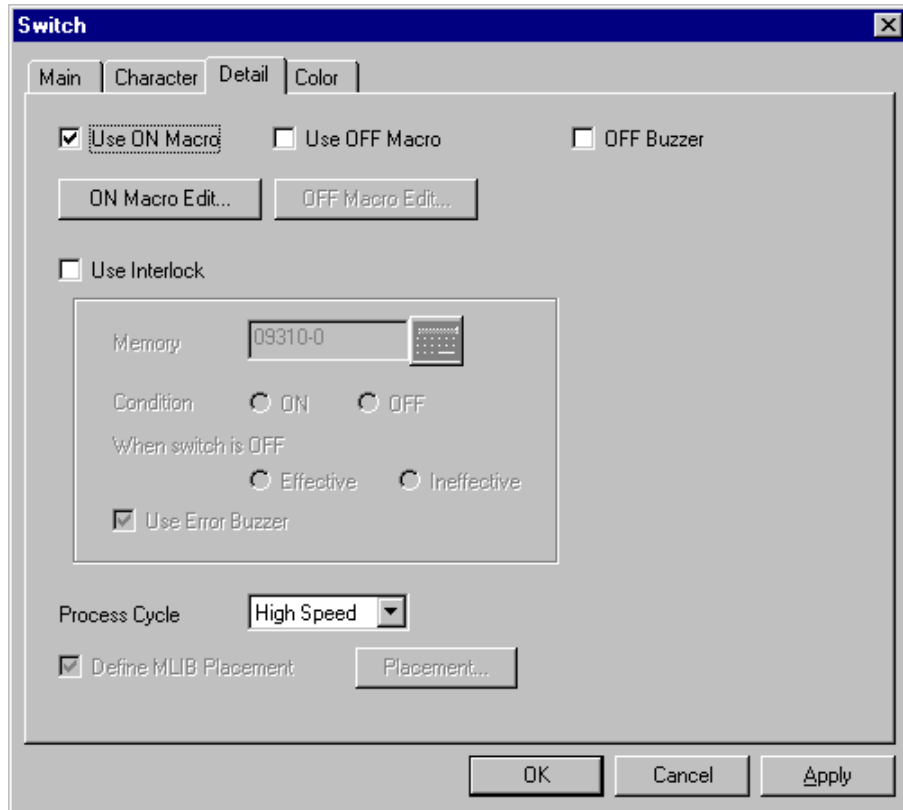 Switch
Main Character Detail Color
Use ON Macro Use OFF Macro OFF Buzzer
ON Macro Edit... OFF Macro Edit...
Use Interlock
Memory 09310-0
Condition ON OFF
When switch is OFF
Effective Ineffective
Use Error Buzzer
Process Cycle High Speed
Define MLIB Placement Placement...
OK Cancel Apply